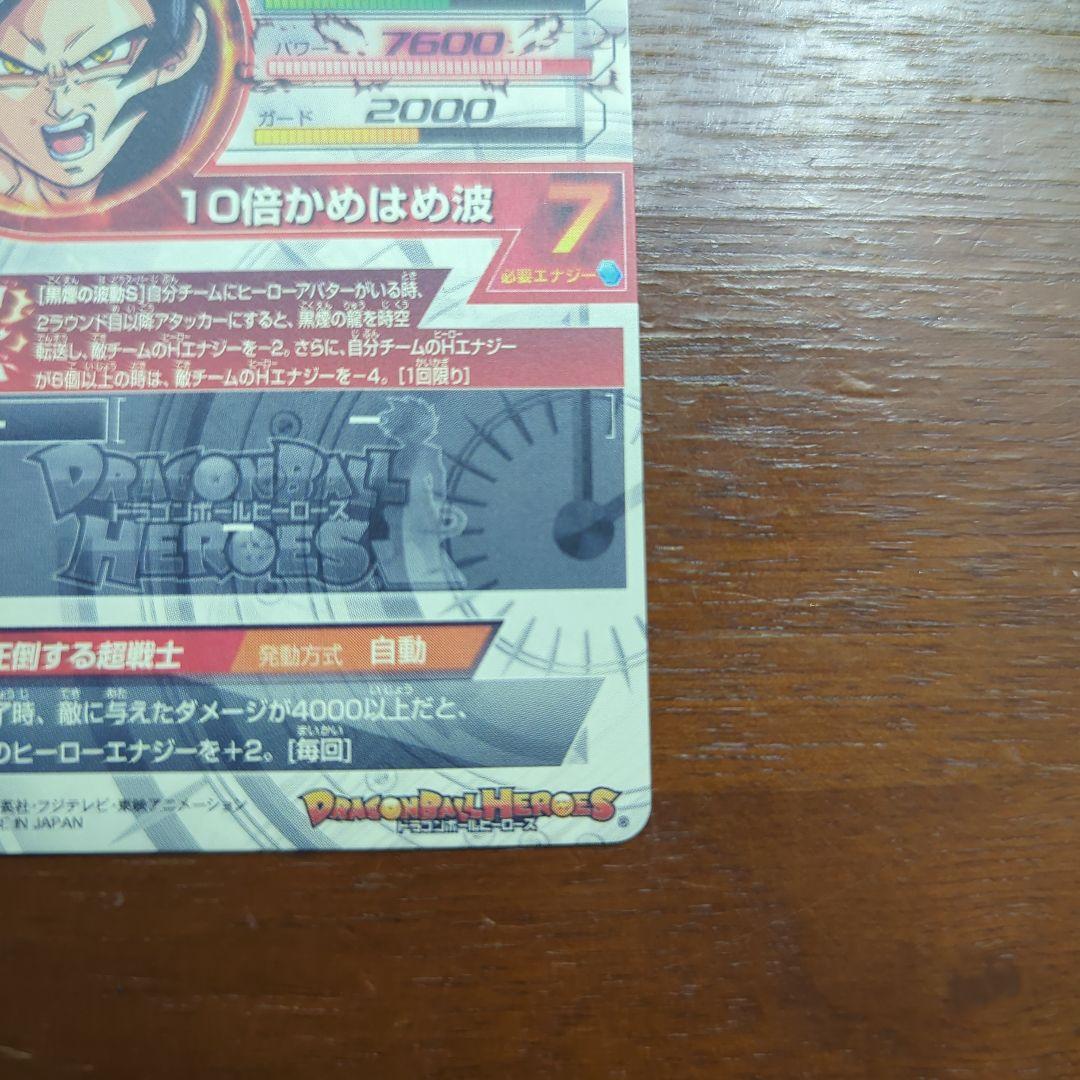 パワー 7600
ガード 2000
10倍かめはめ波
7
必要エナジー
[黒煙の波動S]自分チームにヒーローアバターがいる時、
2ラウンド目以降アタッカーにすると、黒煙の龍を時空
転送し、敵チームのHエナジーを-2。さらに、自分チームのHエナジー
が6個以上の時は、敵チームのHエナジーを-4。[1回限り]
[ ー ]
DRAGON BALL
ドラゴンボールヒーローズ
HEROES
圧倒する超戦士 発動方式 自動
了時、敵に与えたダメージが4000以上だと、
のヒーローエナジーを+2。[毎回]
英社・フジテレビ・東映アニメーション
IN JAPAN
DRAGONBALL HEROES
ドラゴンボールヒーローズ